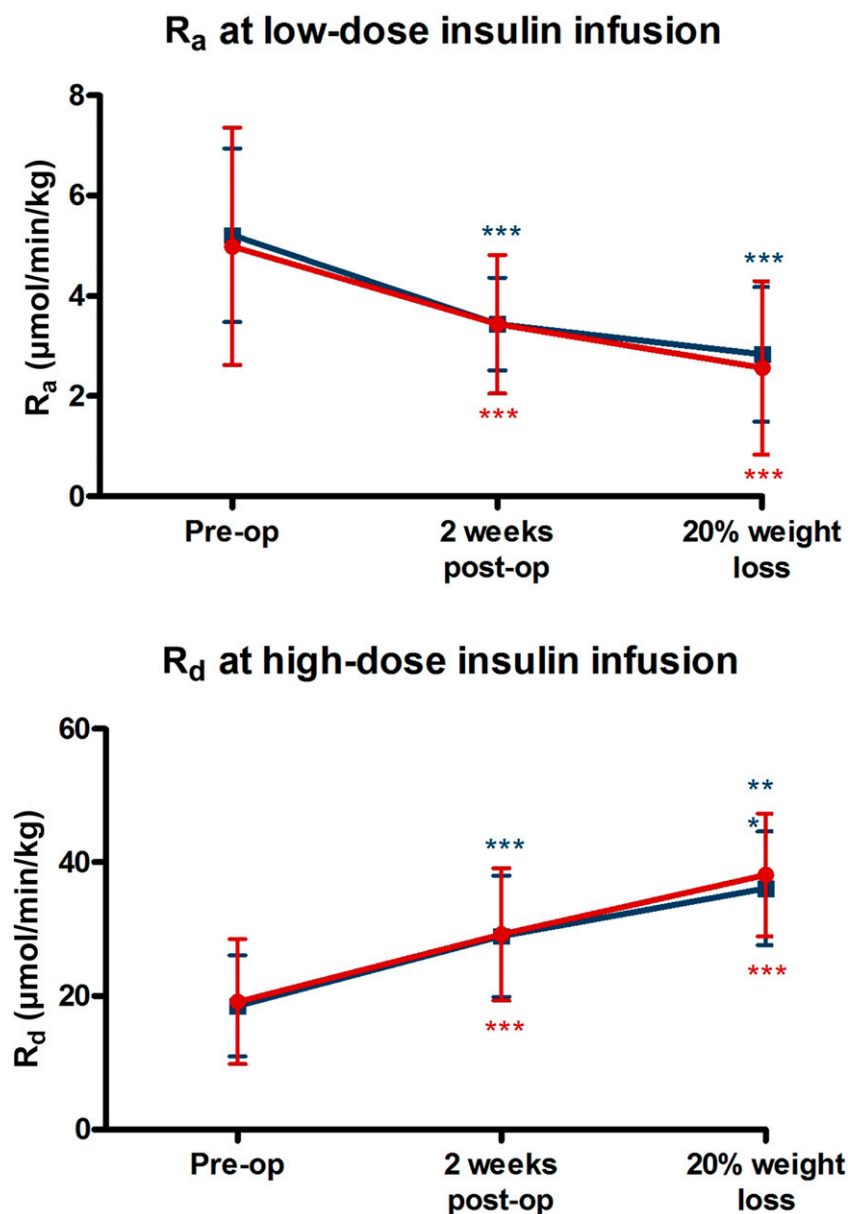 Ra at low-dose insulin infusion
8
6
4
2
0
Ra (µmol/min/kg)
***
***
***
***
Pre-op
2 weeks
post-op
20% weight
loss
Rd at high-dose insulin infusion
60
40
20
0
Rd (µmol/min/kg)
***
**
*
***
***
Pre-op
2 weeks
post-op
20% weight
loss